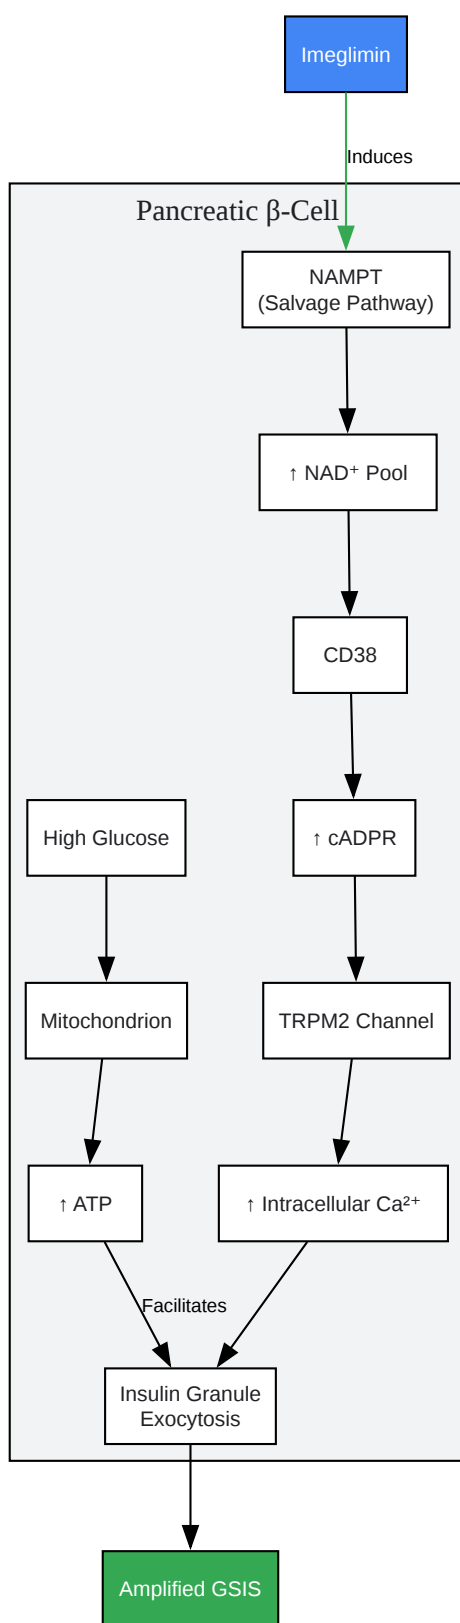 Imeglimin
Induces
Pancreatic β-Cell
NAMPT
(Salvage Pathway)
↑ NAD⁺ Pool
CD38
High Glucose
↑ cADPR
Mitochondrion
TRPM2 Channel
↑ ATP
↑ Intracellular Ca²⁺
Facilitates
Insulin Granule
Exocytosis
Amplified GSIS